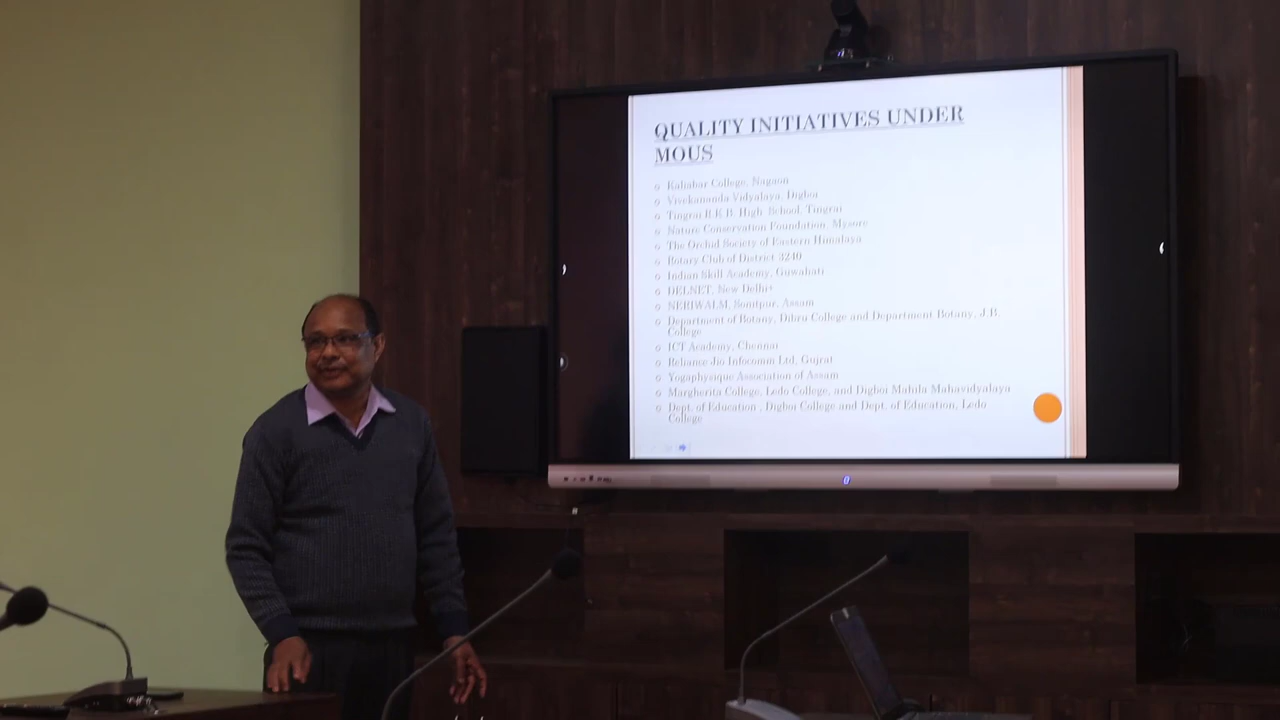 QUALITY INITIATIVES UNDER
MOUS
Kaliabar College, Nagaon
Vivekananda Vidyalaya, Digboi
Tingrai B.K.B. High School, Tingrai
Nature Conservation Foundation, Mysore
The Orchid Society of Eastern Himalaya
Rotary Club of District 3240
Indian Skill Academy, Guwahati
DELNET, New Delhi+
NERIWALM, Sonitpur, Assam
Department of Botany, Dibru College and Department Botany, J.B.
College
ICT Academy, Chennai
Reliance Jio Infocomm Ltd, Gujrat
Yogaphysique Association of Assam
Margherita College, Ledo College, and Digboi Mahila Mahavidyalaya
Dept. of Education , Digboi College and Dept. of Education, Ledo
College